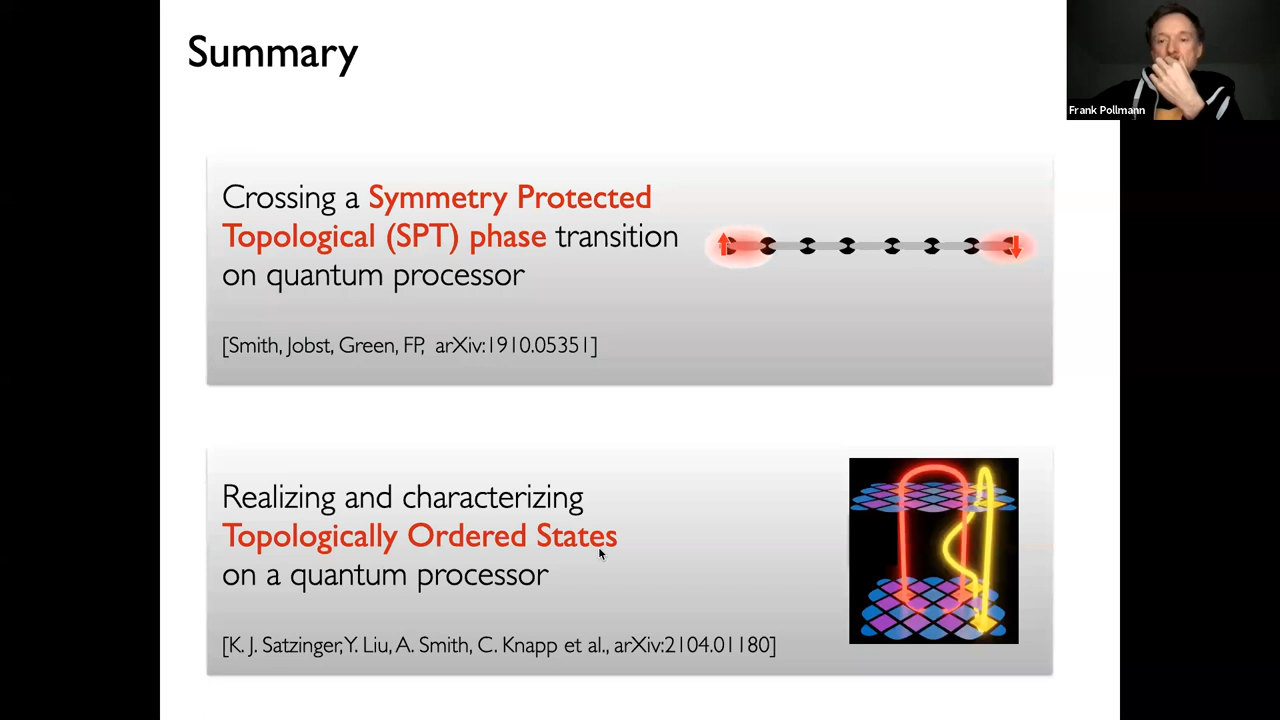 Summary
Frank Pollmann
Crossing a Symmetry Protected
Topological (SPT) phase transition
on quantum processor
[Smith, Jobst, Green, FP, arXiv:1910.05351]
Realizing and characterizing
Topologically Ordered States
on a quantum processor
[K. J. Satzinger, Y. Liu, A. Smith, C. Knapp et al., arXiv:2104.01180]